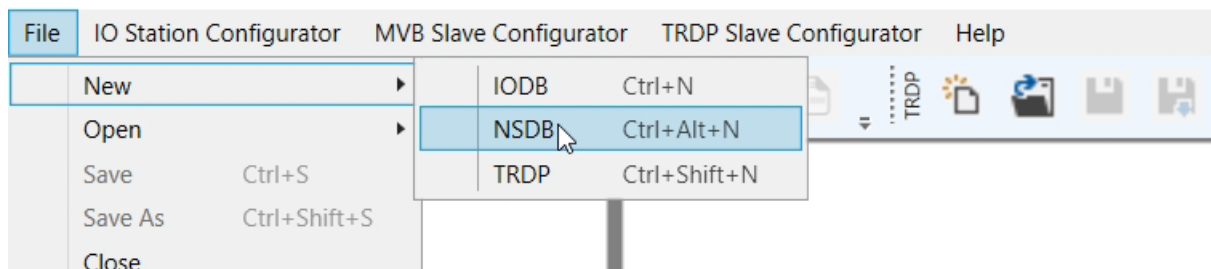 File IO Station Configurator MVB Slave Configurator TRDP Slave Configurator Help
New
IODB Ctrl+N
TRDP
Open
NSDB Ctrl+Alt+N
Save Ctrl+S
TRDP Ctrl+Shift+N
Save As Ctrl+Shift+S
Close